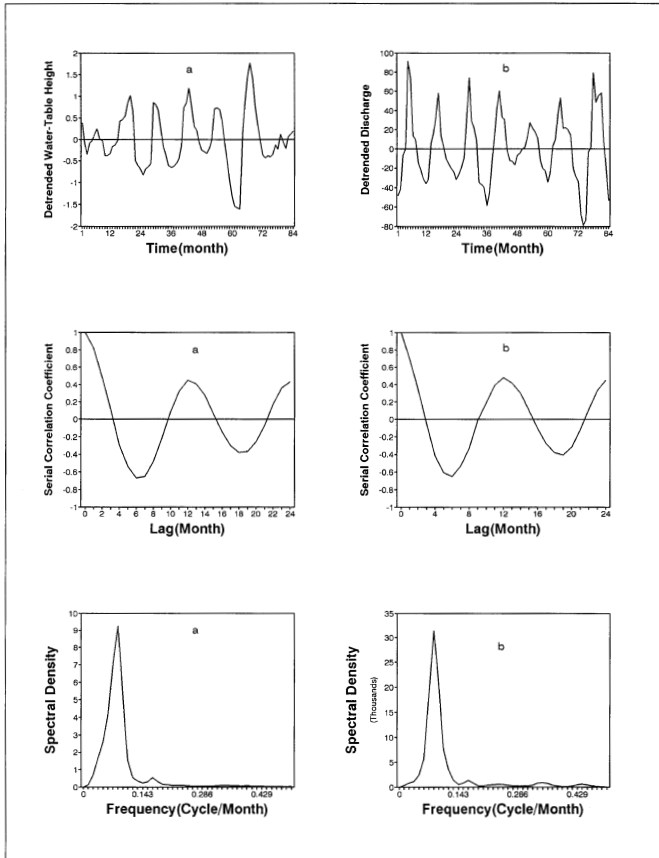 a
Detrended Water-Table Height
2
1.5
1
0.5
0
-0.5
-1
-1.5
-2
1 12 24 36 48 60 72 84
Time(month)
b
Detrended Discharge
100
80
60
40
20
0
-20
-40
-60
-80
1 12 24 36 48 60 72 84
Time(Month)
a
Serial Correlation Coefficient
1
0.8
0.6
0.4
0.2
0
-0.2
-0.4
-0.6
-0.8
-1
0 2 4 6 8 10 12 14 16 18 20 22 24
Lag(Month)
b
Serial Correlation Coefficient
1
0.8
0.6
0.4
0.2
0
-0.2
-0.4
-0.6
-0.8
-1
0 4 8 12 16 20 24
Lag(Month)
a
Spectral Density
10
9
8
7
6
5
4
3
2
1
0
0 0.143 0.286 0.429
Frequency(Cycle/Month)
b
Spectral Density
(Thousands)
35
30
25
20
15
10
5
0
0 0.143 0.286 0.429
Frequency(Cycle/Month)